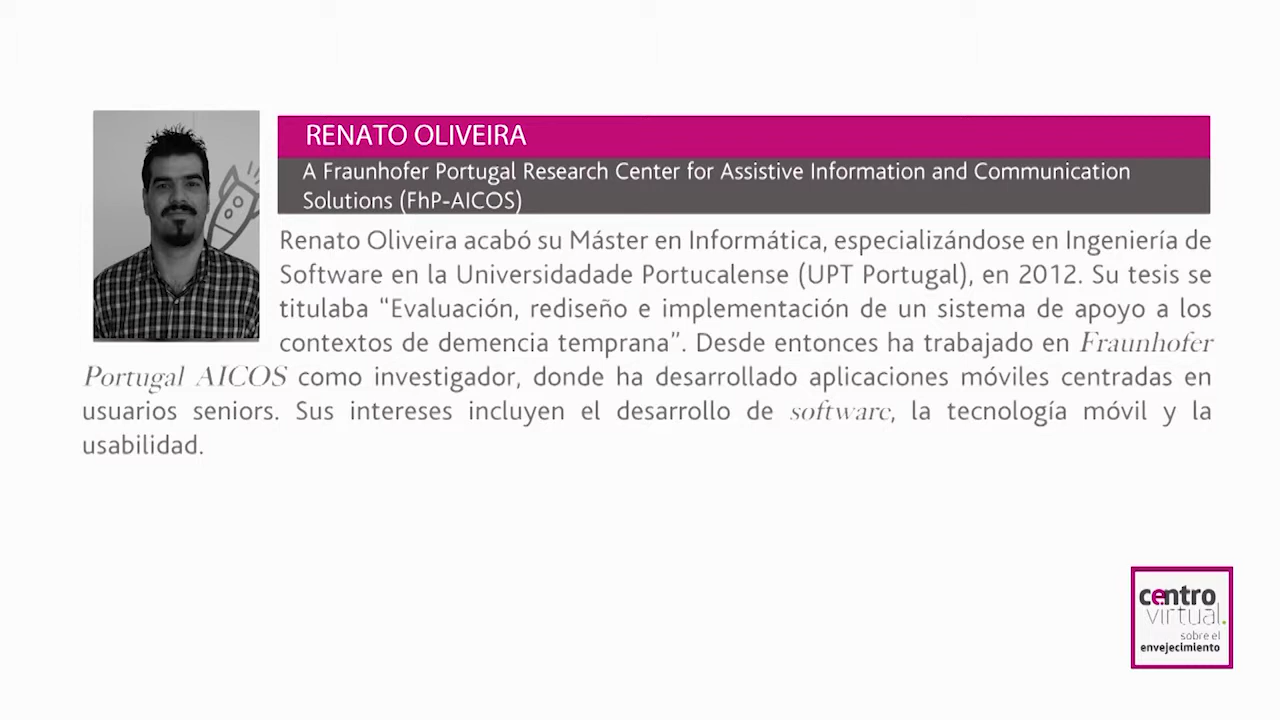 RENATO OLIVEIRA
A Fraunhofer Portugal Research Center for Assistive Information and Communication
Solutions (FhP-AICOS)
Renato Oliveira acabó su Máster en Informática, especializándose en Ingeniería de
Software en la Universidadade Portucalense (UPT Portugal), en 2012. Su tesis se
titulaba “Evaluación, rediseño e implementación de un sistema de apoyo a los
contextos de demencia temprana”. Desde entonces ha trabajado en Fraunhofer
Portugal AICOS como investigador, donde ha desarrollado aplicaciones móviles centradas en
usuarios seniors. Sus intereses incluyen el desarrollo de software, la tecnología móvil y la
usabilidad.
centro
virtual.
sobre el
envejecimiento